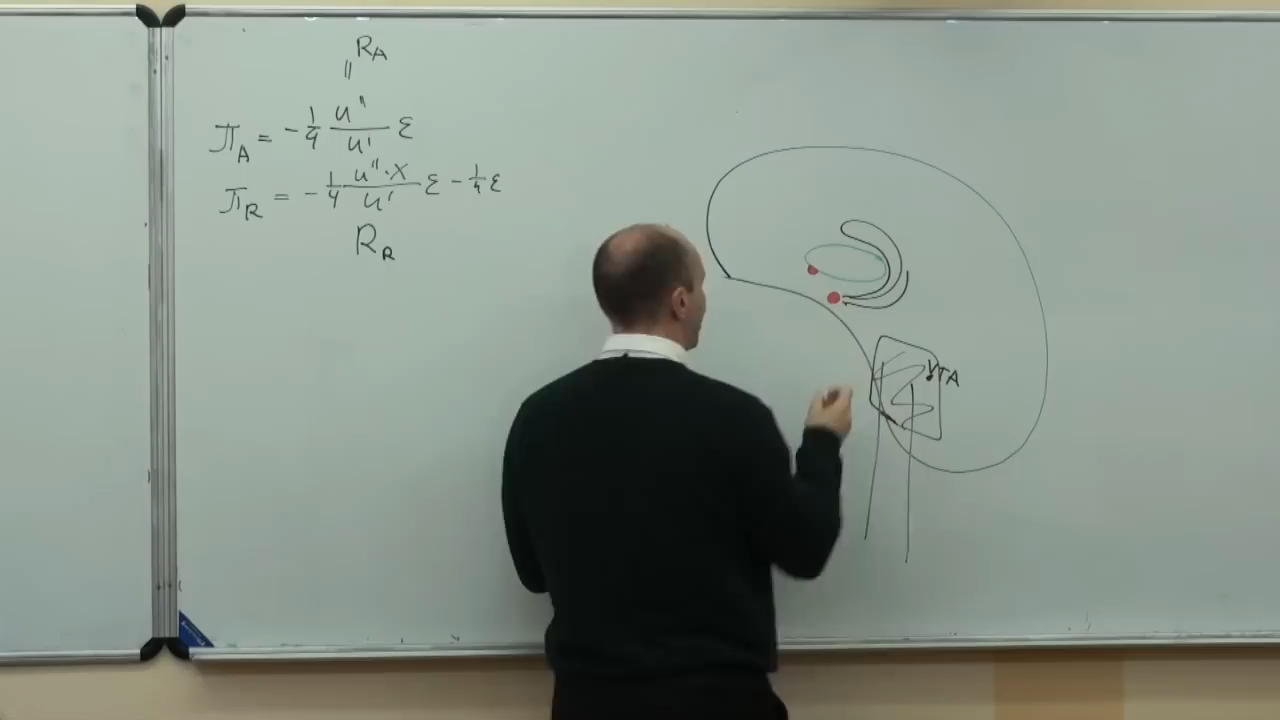 R_A
||
π_A = -1/4 u''/u' ε
π_R = -1/4 u''·x/u' ε - 1/4 ε
R_R
VTA